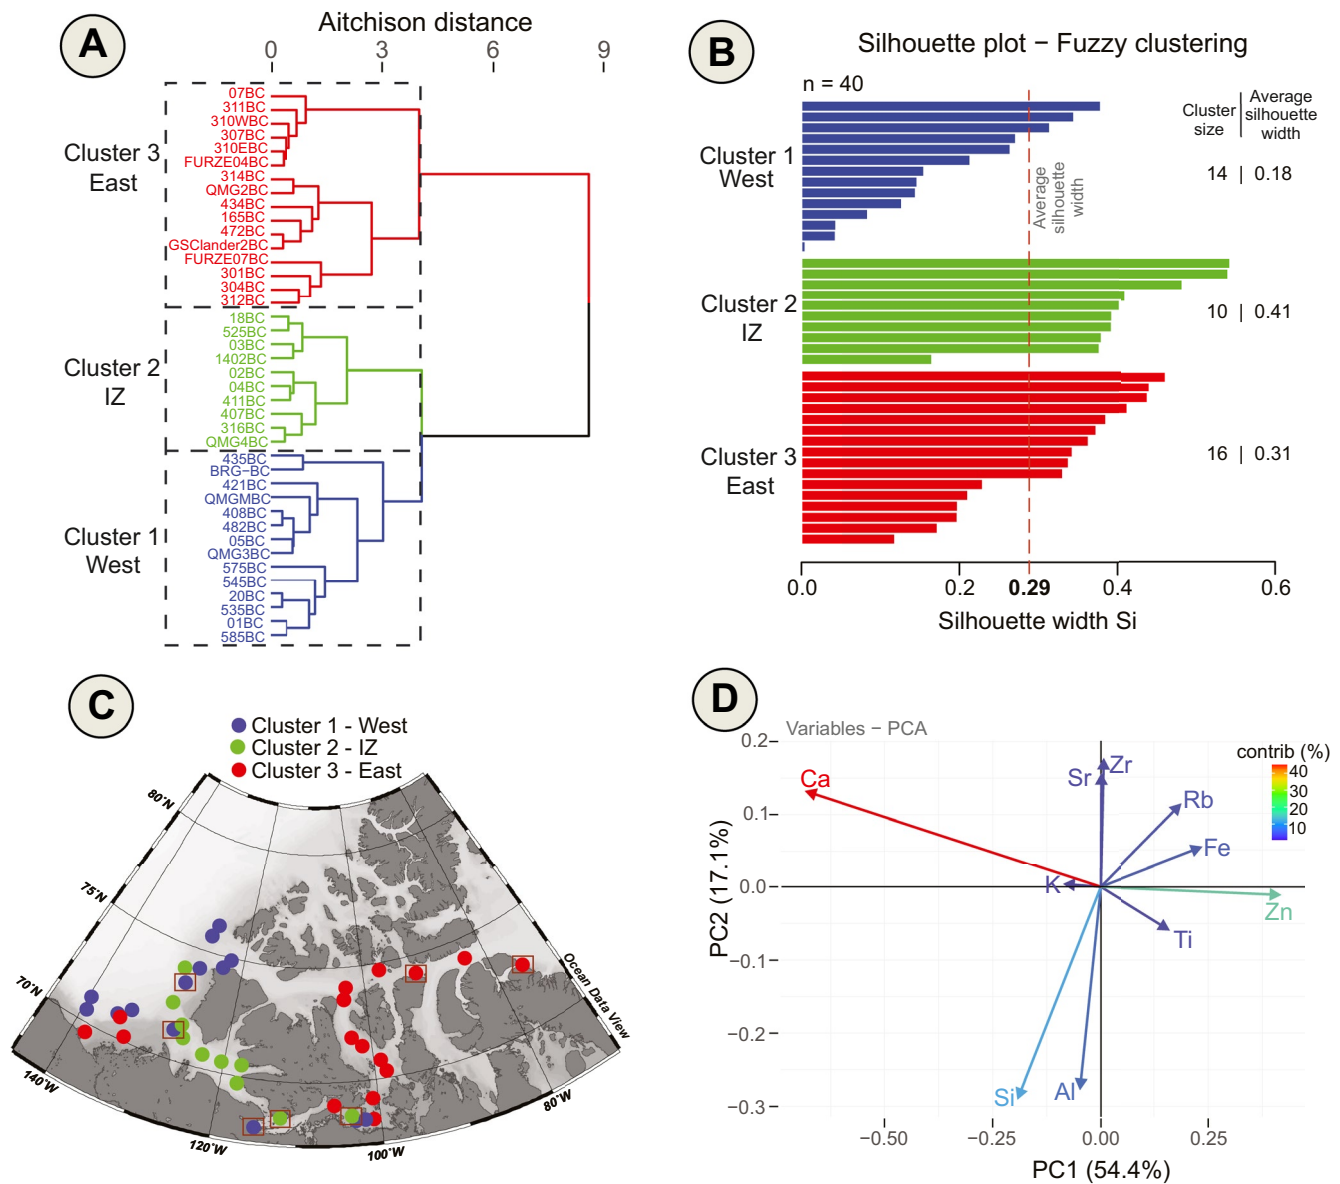 A
Aitchison distance
0 3 6 9
Cluster 3
East
07BC
311BC
310WBC
307BC
310EBC
FURZE04BC
314BC
QMG2BC
434BC
165BC
472BC
GSClander2BC
FURZE07BC
301BC
304BC
312BC
Cluster 2
IZ
18BC
525BC
03BC
1402BC
02BC
04BC
411BC
407BC
316BC
QMG4BC
Cluster 1
West
435BC
BRG−BC
421BC
QMGMBC
408BC
482BC
05BC
QMG3BC
575BC
545BC
20BC
535BC
01BC
585BC
B
Silhouette plot − Fuzzy clustering
n = 40
Cluster size | Average silhouette width
Cluster 1
West
14 | 0.18
Average
silhouette
width
Cluster 2
IZ
10 | 0.41
Cluster 3
East
16 | 0.31
0.0 0.2 0.29 0.4 0.6
Silhouette width Si
C
Cluster 1 - West
Cluster 2 - IZ
Cluster 3 - East
80°N
75°N
70°N
140°W
120°W
100°W
80°W
Ocean Data View
D
Variables − PCA
contrib (%)
40
30
20
10
0.2
0.1
0.0
−0.1
−0.2
−0.3
PC2 (17.1%)
Ca
Sr
Zr
Rb
Fe
K
Zn
Ti
Si
Al
−0.50 −0.25 0.00 0.25
PC1 (54.4%)